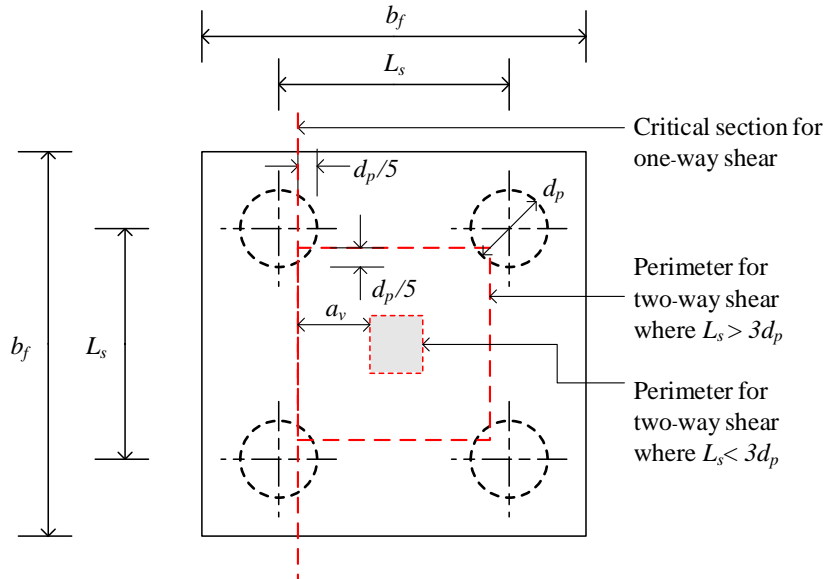 b_f
L_s
Critical section for
one-way shear
d_p/5
d_p
Perimeter for
two-way shear
where L_s > 3d_p
d_p/5
a_v
b_f
L_s
Perimeter for
two-way shear
where L_s< 3d_p